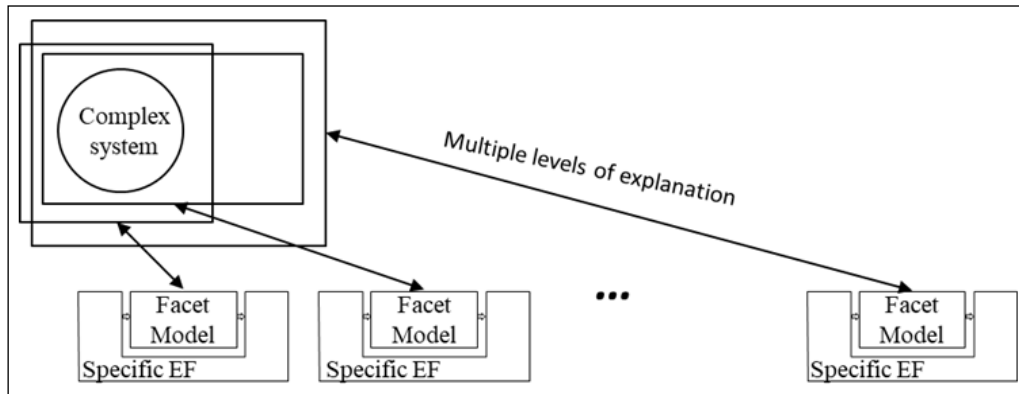 Complex
system
Multiple levels of explanation
...
Facet
Model
Specific EF
Facet
Model
Specific EF
Facet
Model
Specific EF